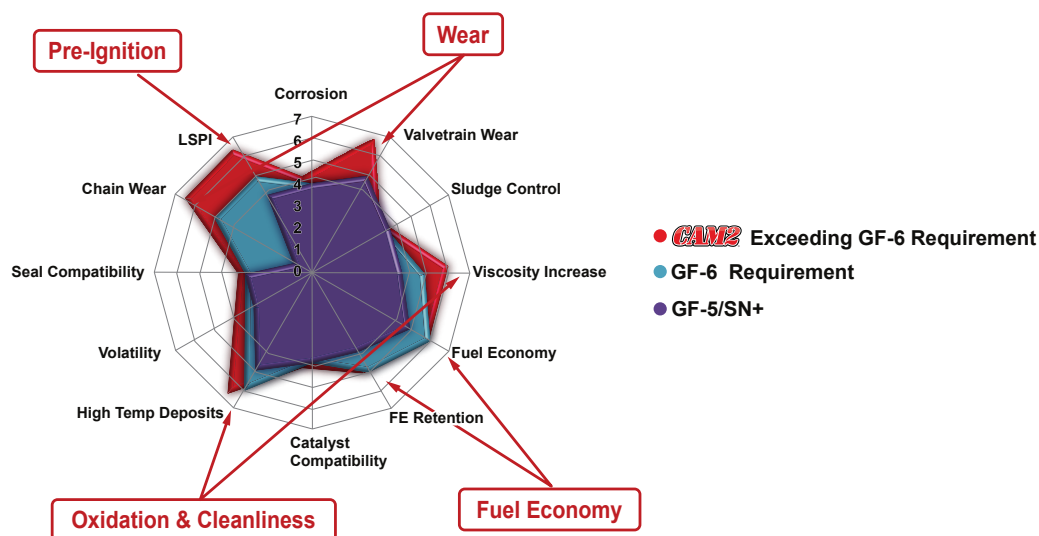 Pre-Ignition
Wear
Corrosion
LSPI
Valvetrain Wear
Chain Wear
Sludge Control
Seal Compatibility
Viscosity Increase
Volatility
Fuel Economy
High Temp Deposits
FE Retention
Catalyst
Compatibility
7
6
5
4
3
2
1
0
CAM2 Exceeding GF-6 Requirement
GF-6 Requirement
GF-5/SN+
Oxidation & Cleanliness
Fuel Economy